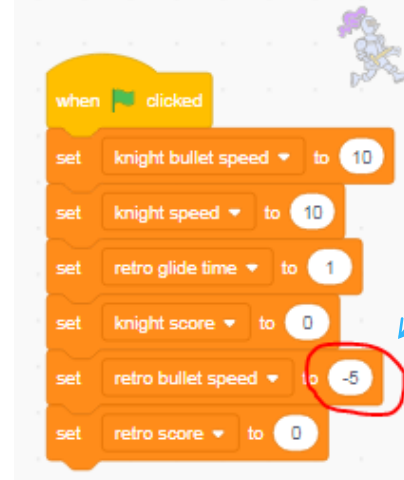 when clicked
set knight bullet speed to 10
set knight speed to 10
set retro glide time to 1
set knight score to 0
set retro bullet speed to -5
set retro score to 0